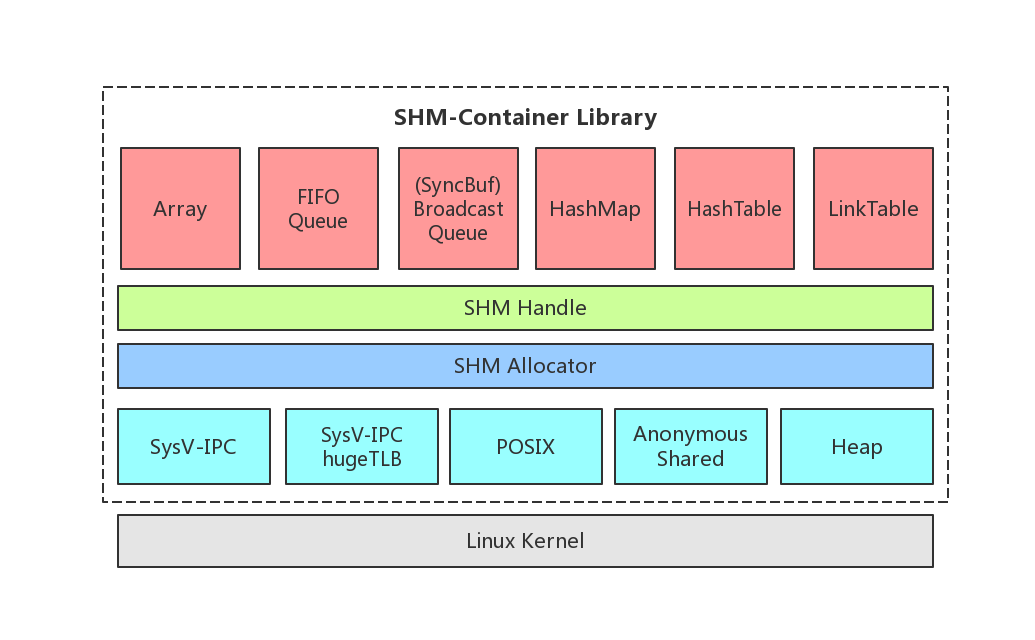 SHM-Container Library
Array
FIFO
Queue
(SyncBuf)
Broadcast
Queue
HashMap
HashTable
LinkTable
SHM Handle
SHM Allocator
SysV-IPC
SysV-IPC
hugeTLB
POSIX
Anonymous
Shared
Heap
Linux Kernel